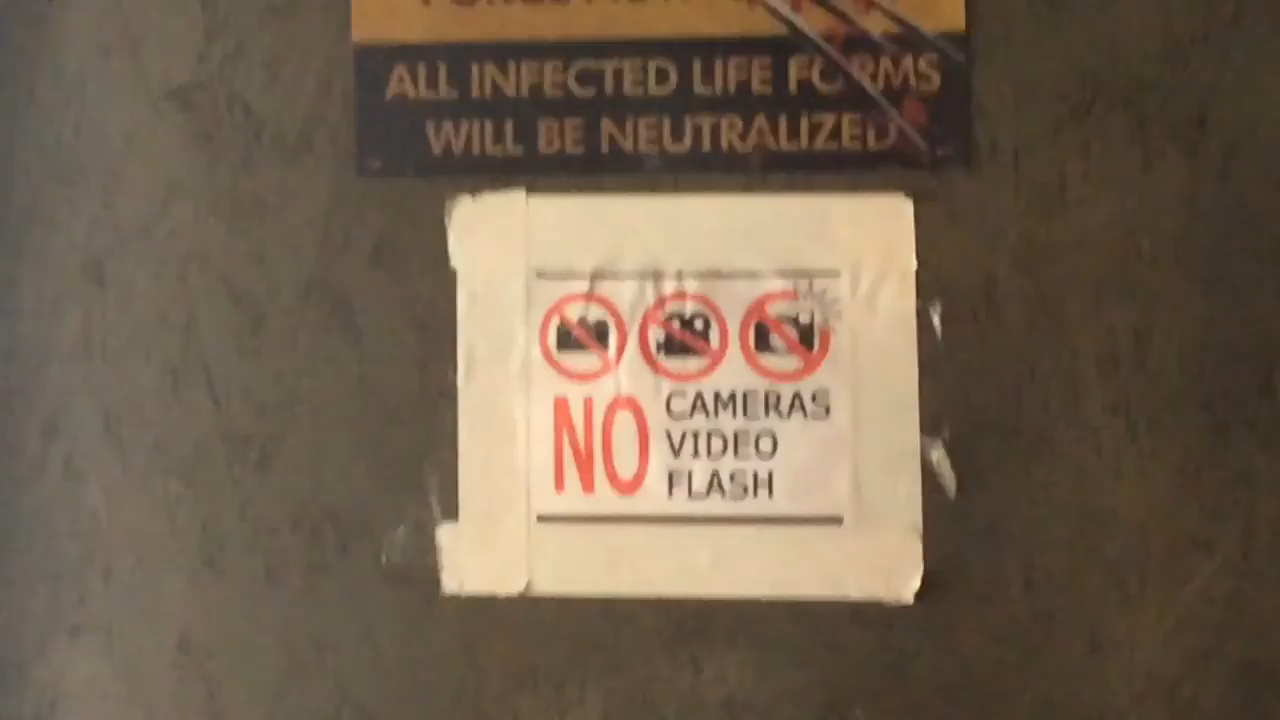 ALL INFECTED LIFE FORMS
WILL BE NEUTRALIZED
NO CAMERAS
VIDEO
FLASH